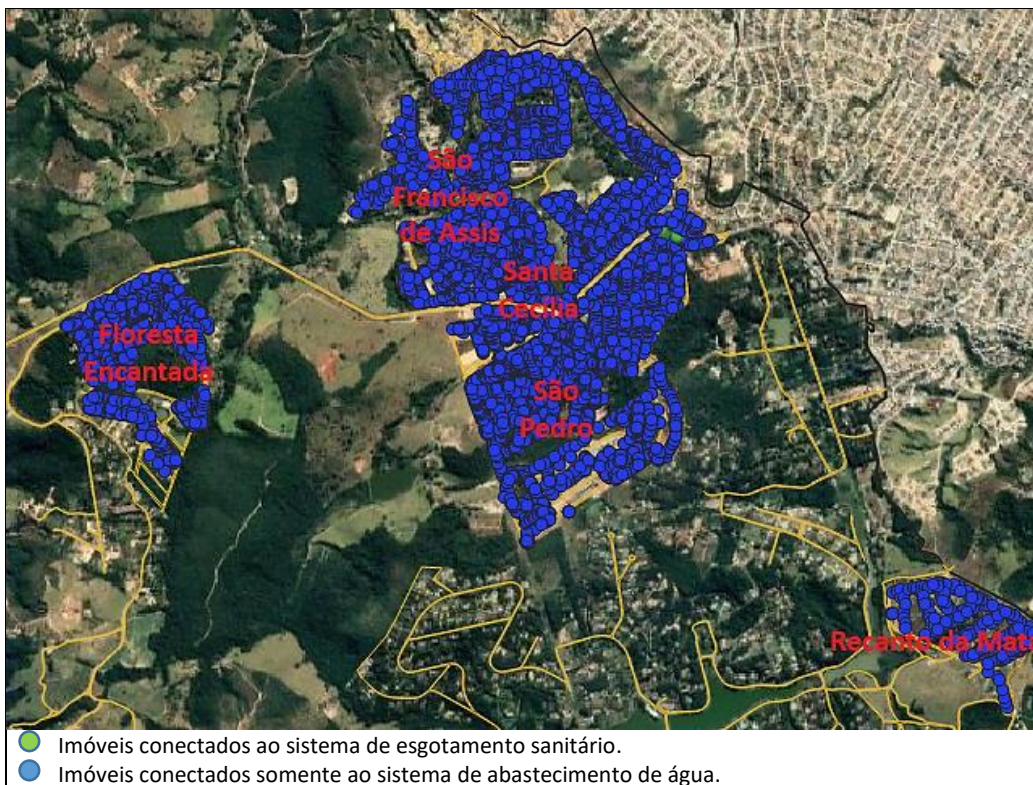 São
Francisco
de Assis
Santa
Cecília
Floresta
Encantada
São
Pedro
Recanto da Mat
Imóveis conectados ao sistema de esgotamento sanitário.
Imóveis conectados somente ao sistema de abastecimento de água.